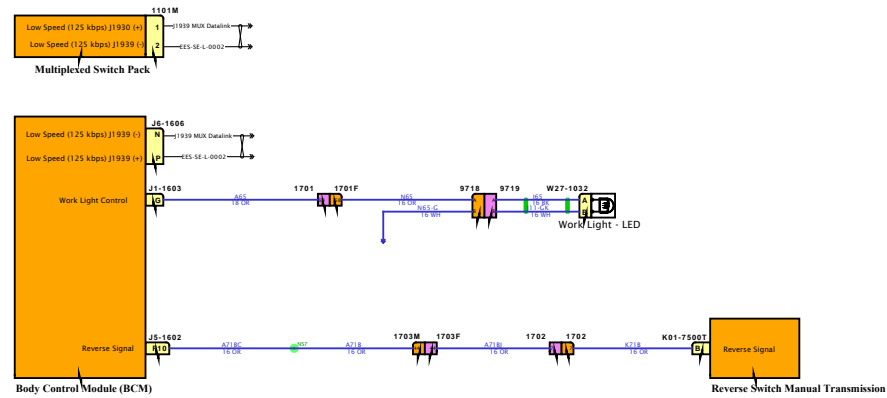 1101M
Low Speed (125 kbps) J1930 (+) 1 J1939 MUX Datalink
Low Speed (125 kbps) J1939 (-) 2 EES-SE-L-0002
Multiplexed Switch Pack
J6-1606
Low Speed (125 kbps) J1939 (-) N J1939 MUX Datalink
Low Speed (125 kbps) J1939 (+) P EES-SE-L-0002
J1-1603 1701 1701F 9718 9719 W27-1032
Work Light Control G A65 N65 J65 A
18 OR 16 OR 16 BK
N65-G 11-GK B
16 WH 16 WH
Work Light - LED
J5-1602 1703M 1703F 1702 1702 K01-7500T
Reverse Signal F10 A718C N57 A718 A718J K718 B Reverse Signal
16 OR 16 OR 16 OR 16 OR
Body Control Module (BCM) Reverse Switch Manual Transmission